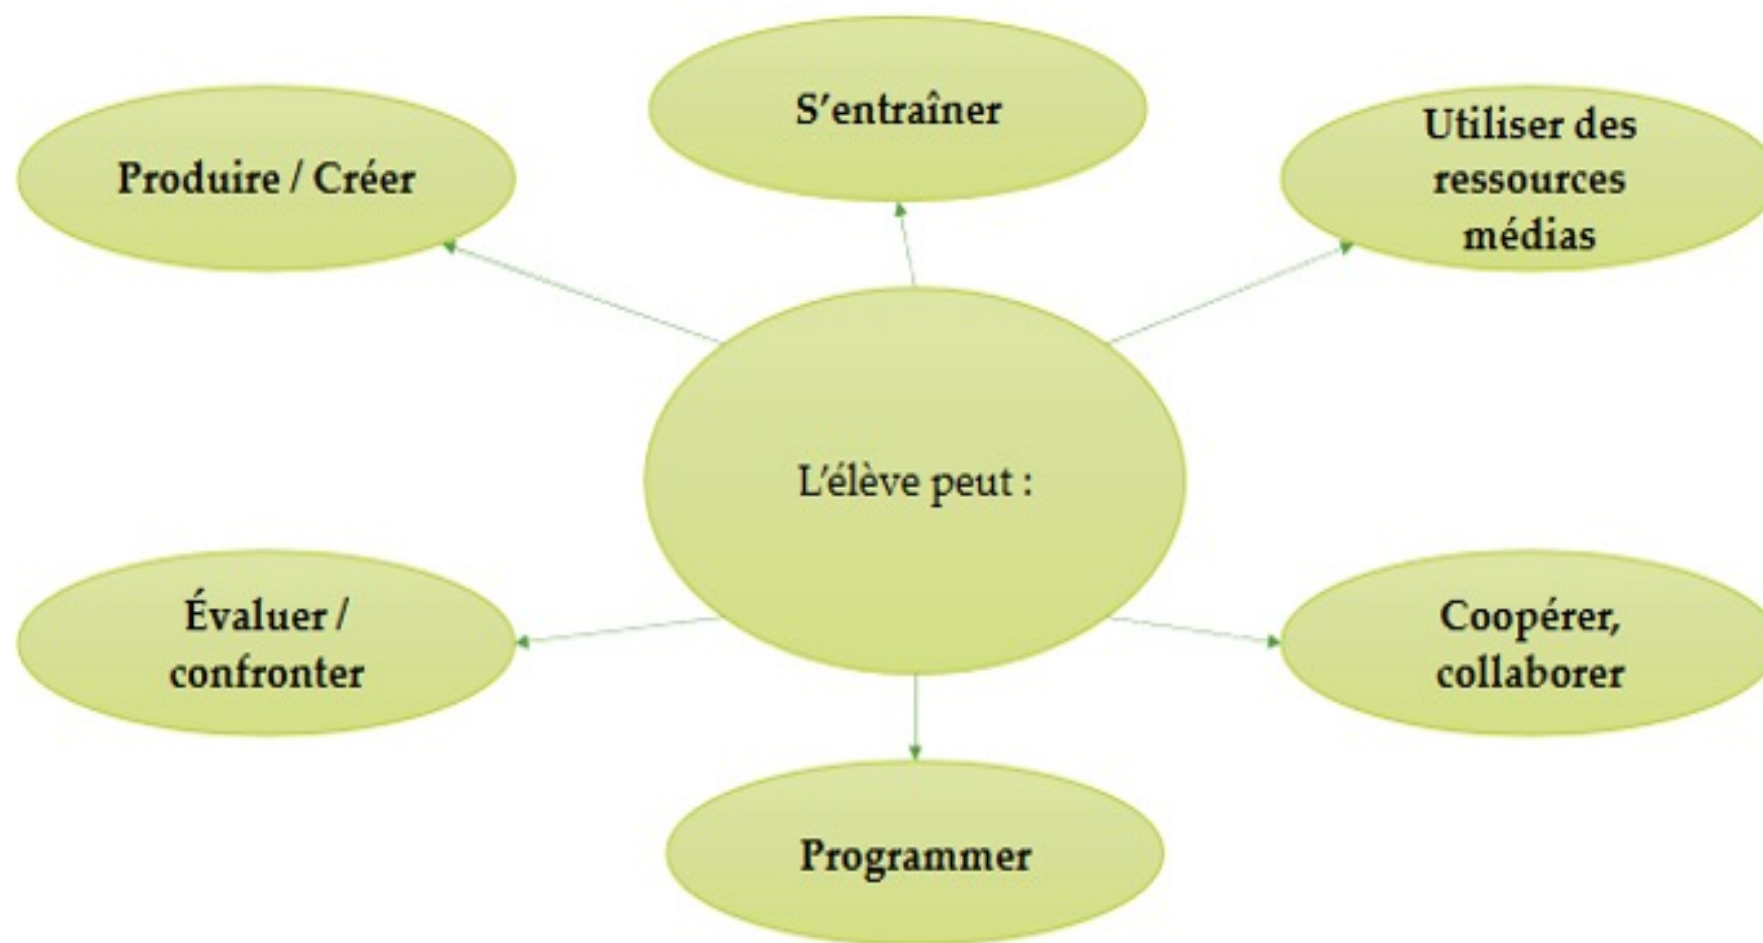 S'entraîner
Produire / Créer
Utiliser des
ressources
médias
L'élève peut :
Évaluer /
confronter
Coopérer,
collaborer
Programmer